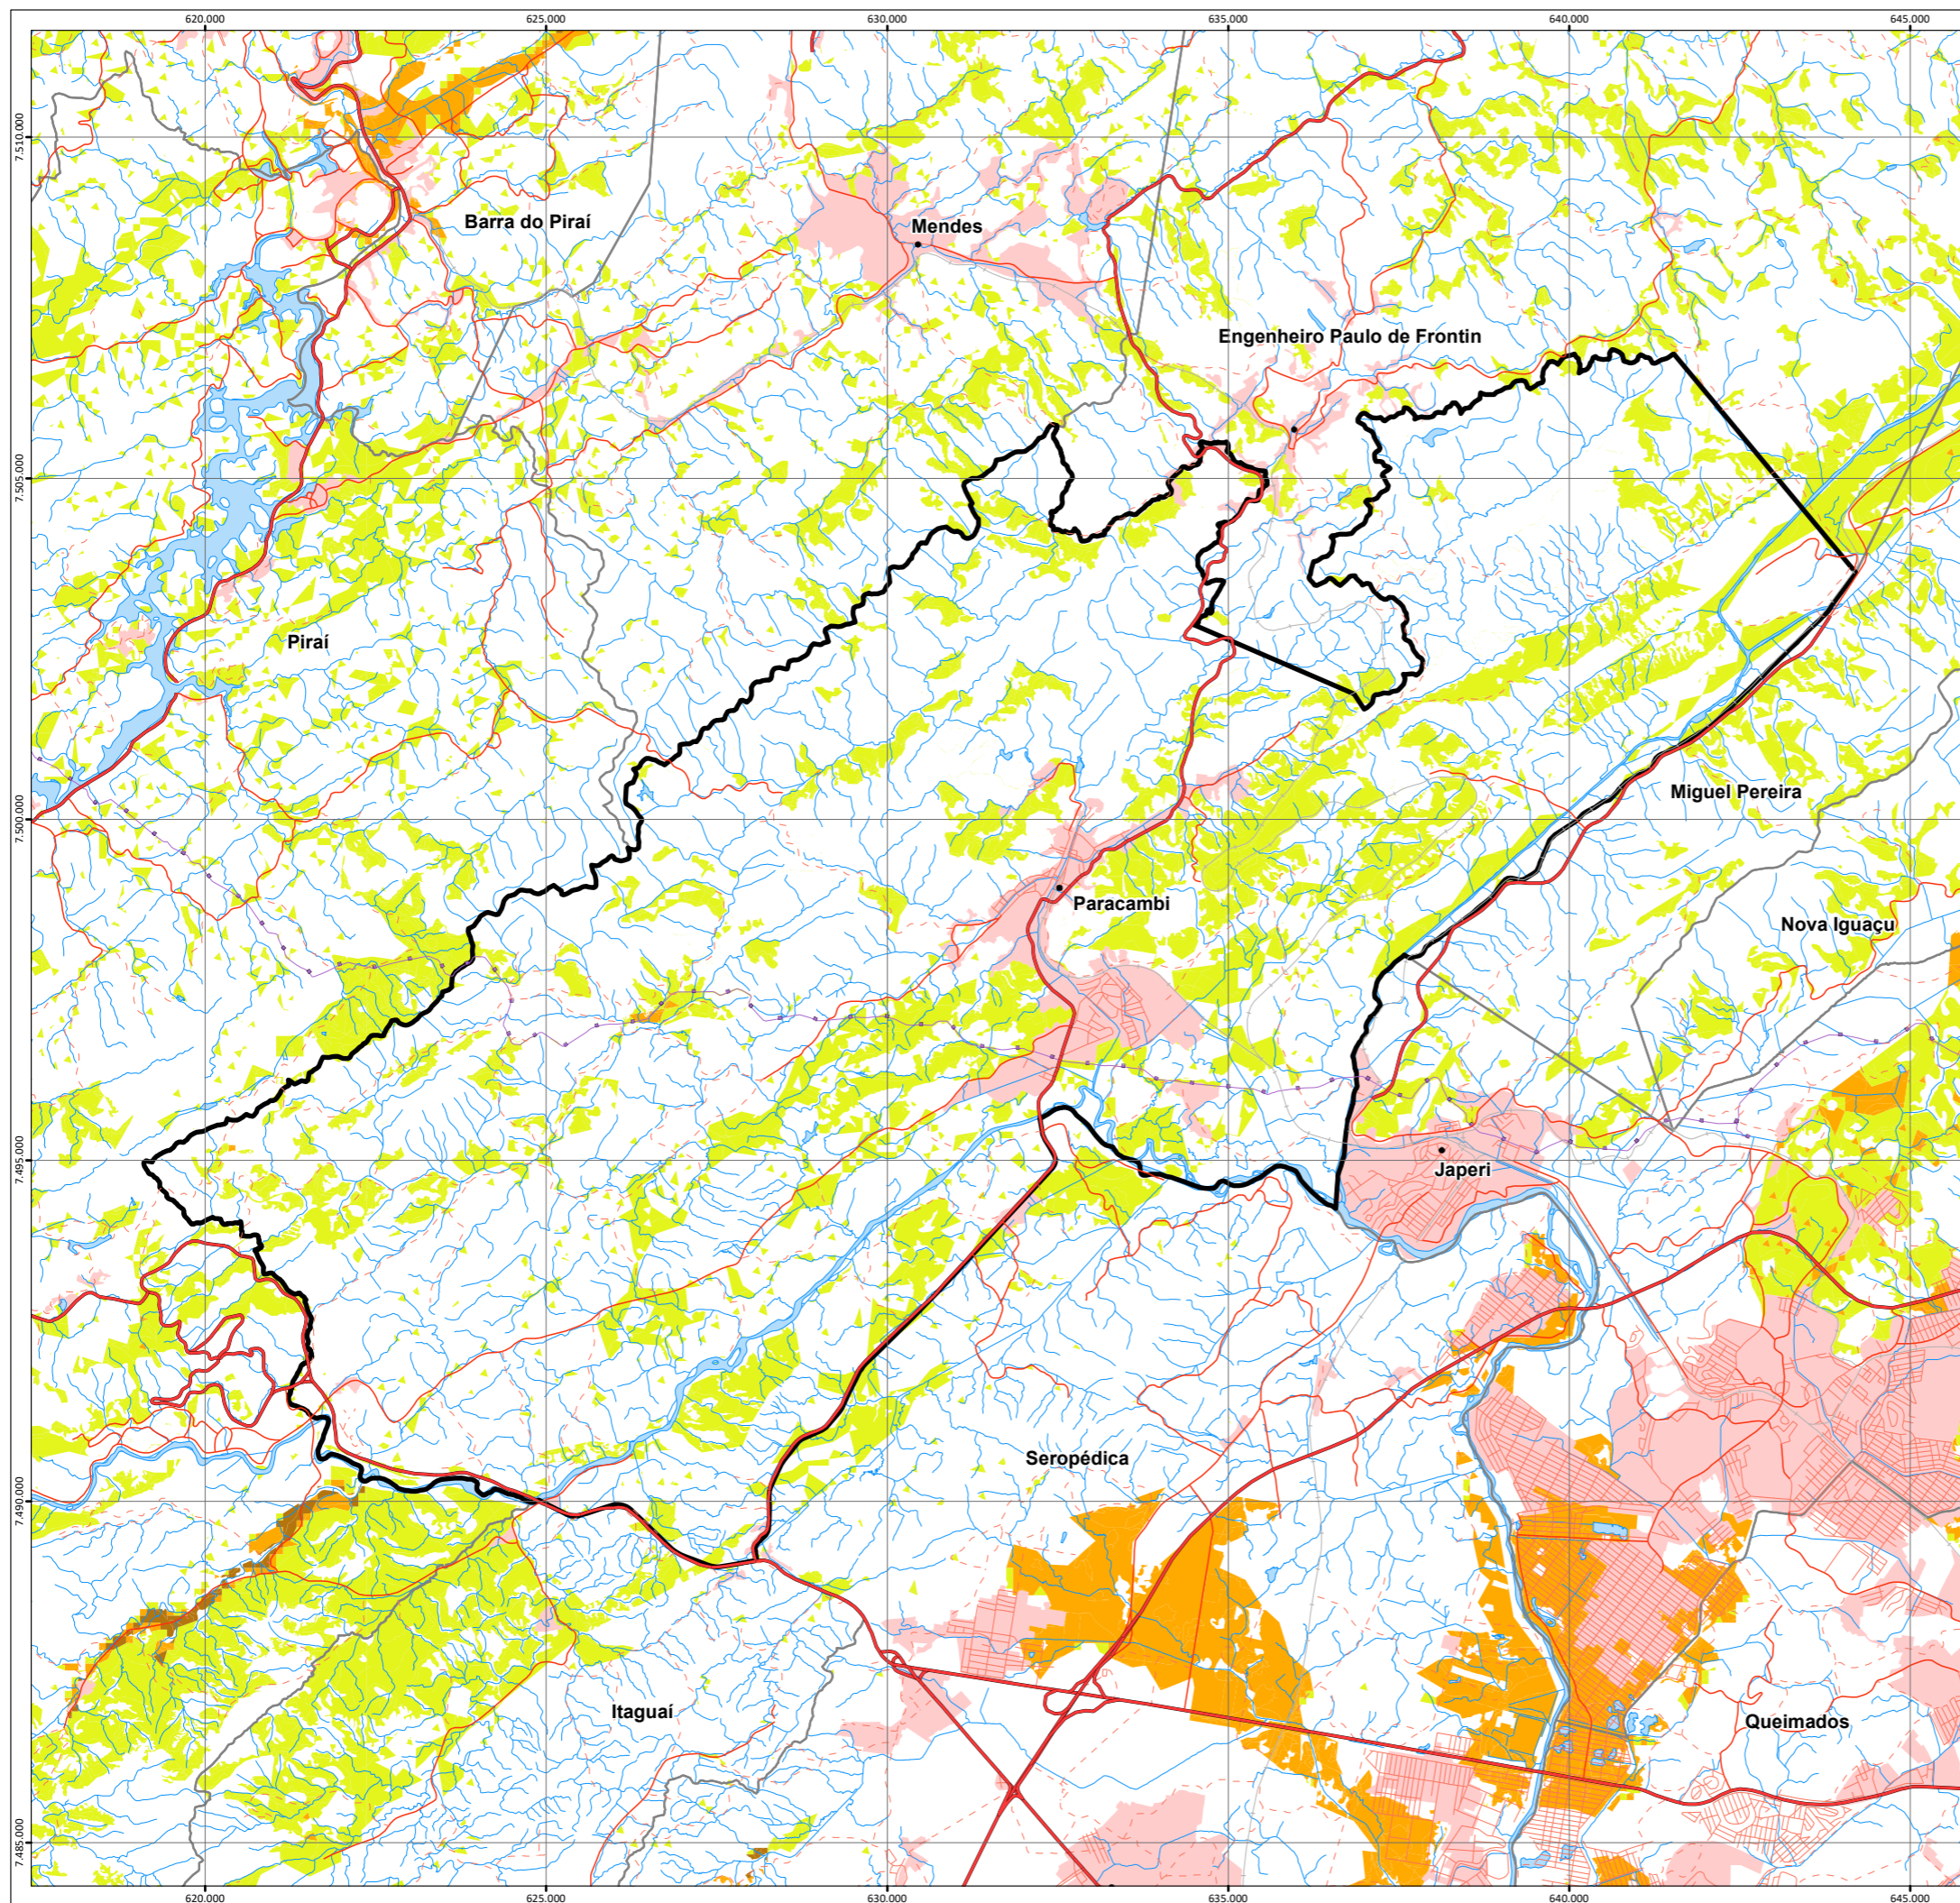 620.000 625.000 630.000 635.000 640.000 645.000
7.510.000
Barra do Piraí
Mendes
Engenheiro Paulo de Frontin
7.505.000
Piraí
Miguel Pereira
7.500.000
Paracambi
Nova Iguaçu
7.495.000
Japeri
Seropédica
7.490.000
Itaguaí
Queimados
7.485.000
620.000 625.000 630.000 635.000 640.000 645.000